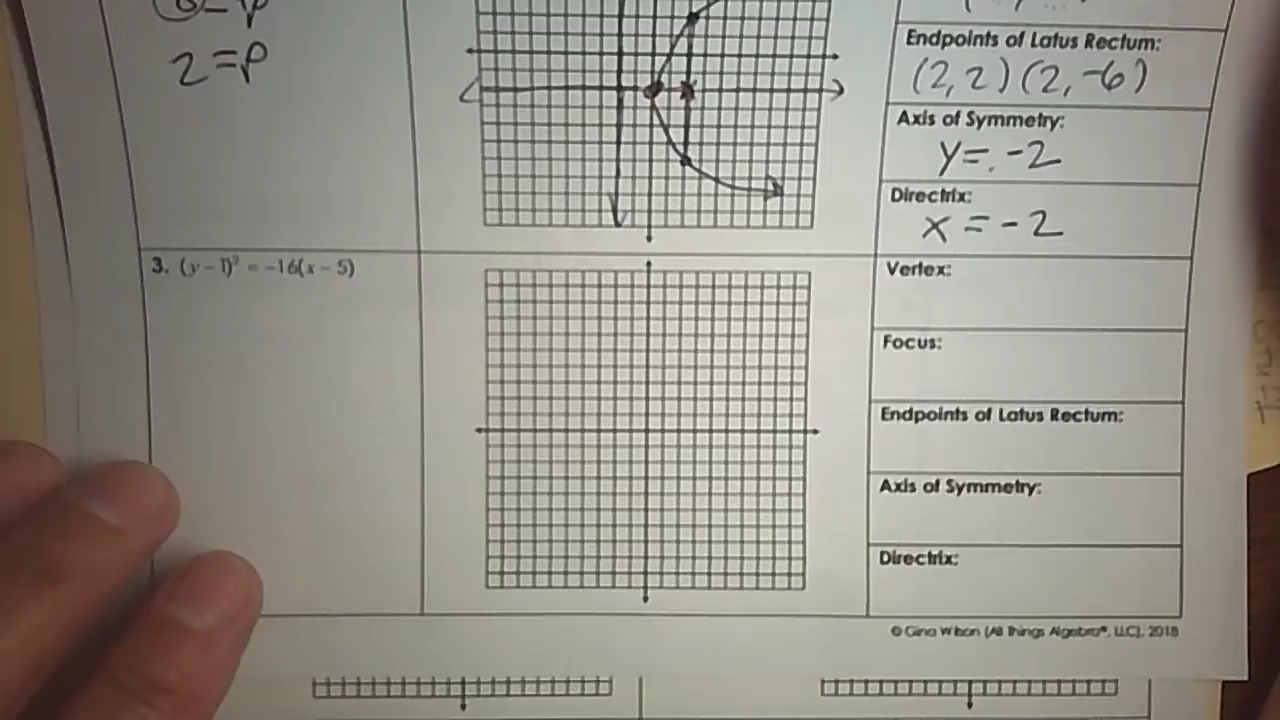 2 = p
Endpoints of Latus Rectum:
(2, 2) (2, -6)
Axis of Symmetry:
y = -2
Directrix:
x = -2
3. (y – 1)² = –16(x – 5)
Vertex:
Focus:
Endpoints of Latus Rectum:
Axis of Symmetry:
Directrix:
© Gina Wilson (All Things Algebra®, LLC), 2018